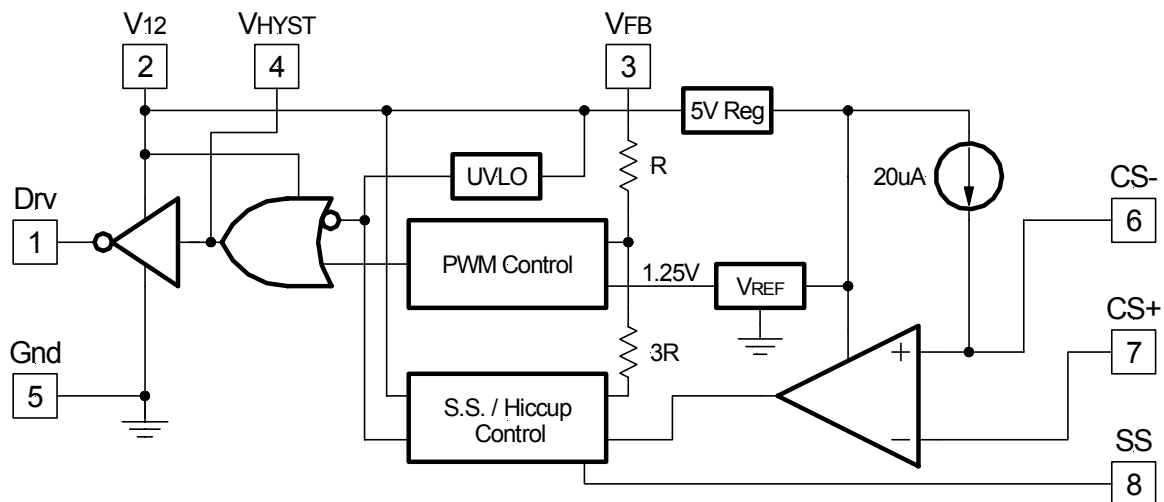 V12
2
VHYST
4
VFB
3
5V Reg
20uA
UVLO
R
Drv
1
PWM Control
1.25V
VREF
CS-
6
CS+
7
Gnd
5
3R
+
−
S.S. / Hiccup
Control
SS
8